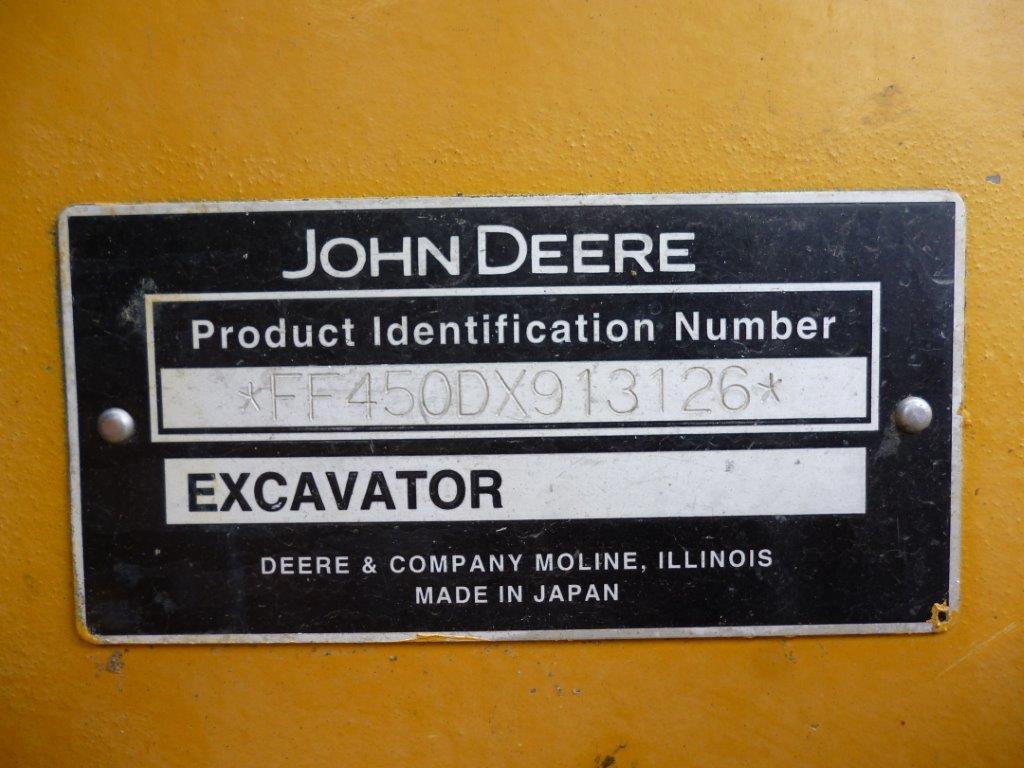 JOHN DEERE
Product Identification Number
*FF450DX913126*
EXCAVATOR
DEERE & COMPANY MOLINE, ILLINOIS
MADE IN JAPAN